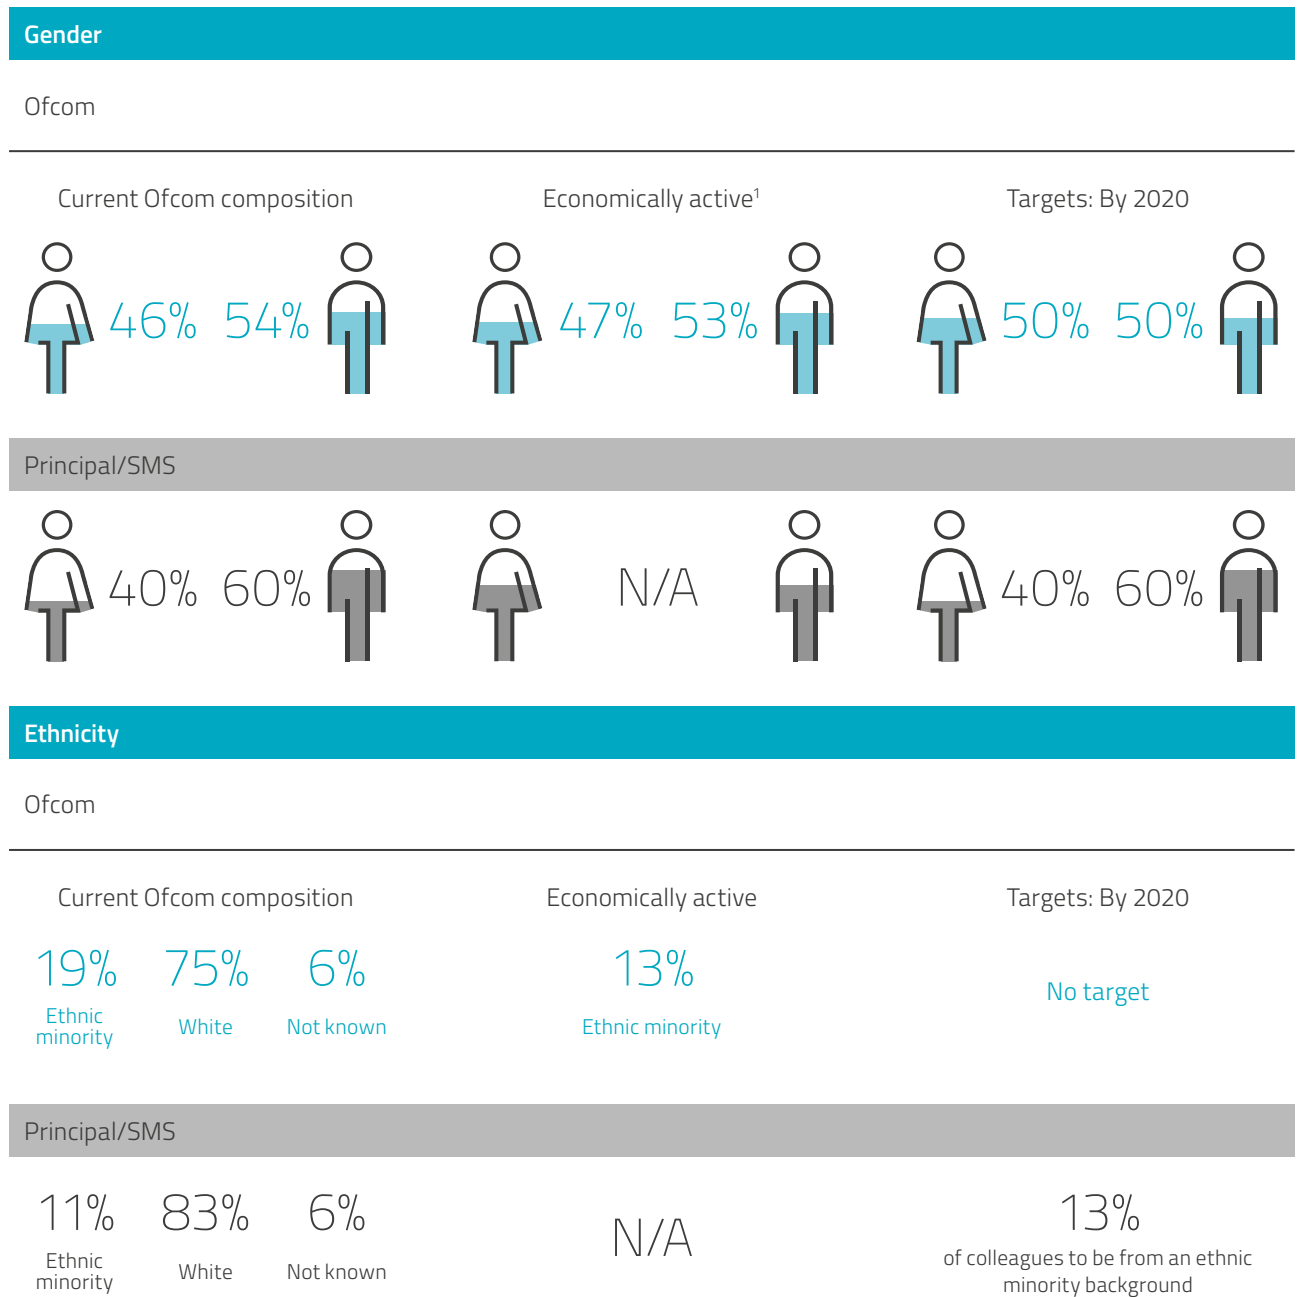 Gender
Ofcom
Current Ofcom composition
Economically active¹
Targets: By 2020
46% 54%
47% 53%
50% 50%
Principal/SMS
40% 60%
N/A
40% 60%
Ethnicity
Ofcom
Current Ofcom composition
Economically active
Targets: By 2020
19%
Ethnic
minority
75%
White
6%
Not known
13%
Ethnic minority
No target
Principal/SMS
11%
Ethnic
minority
83%
White
6%
Not known
N/A
13%
of colleagues to be from an ethnic
minority background